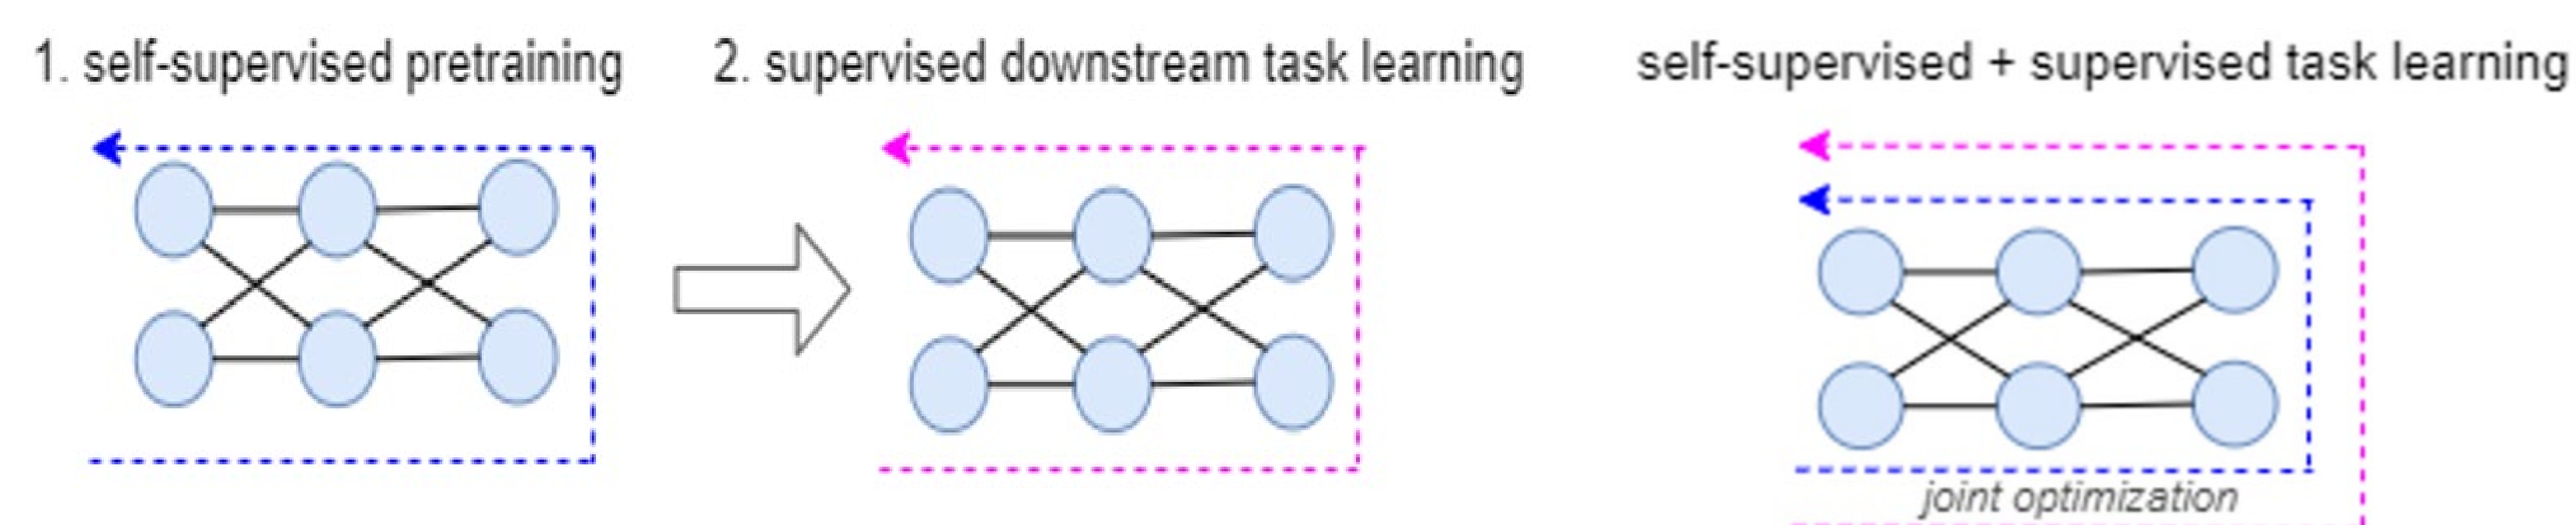 1. self-supervised pretraining
2. supervised downstream task learning
self-supervised + supervised task learning
joint optimization